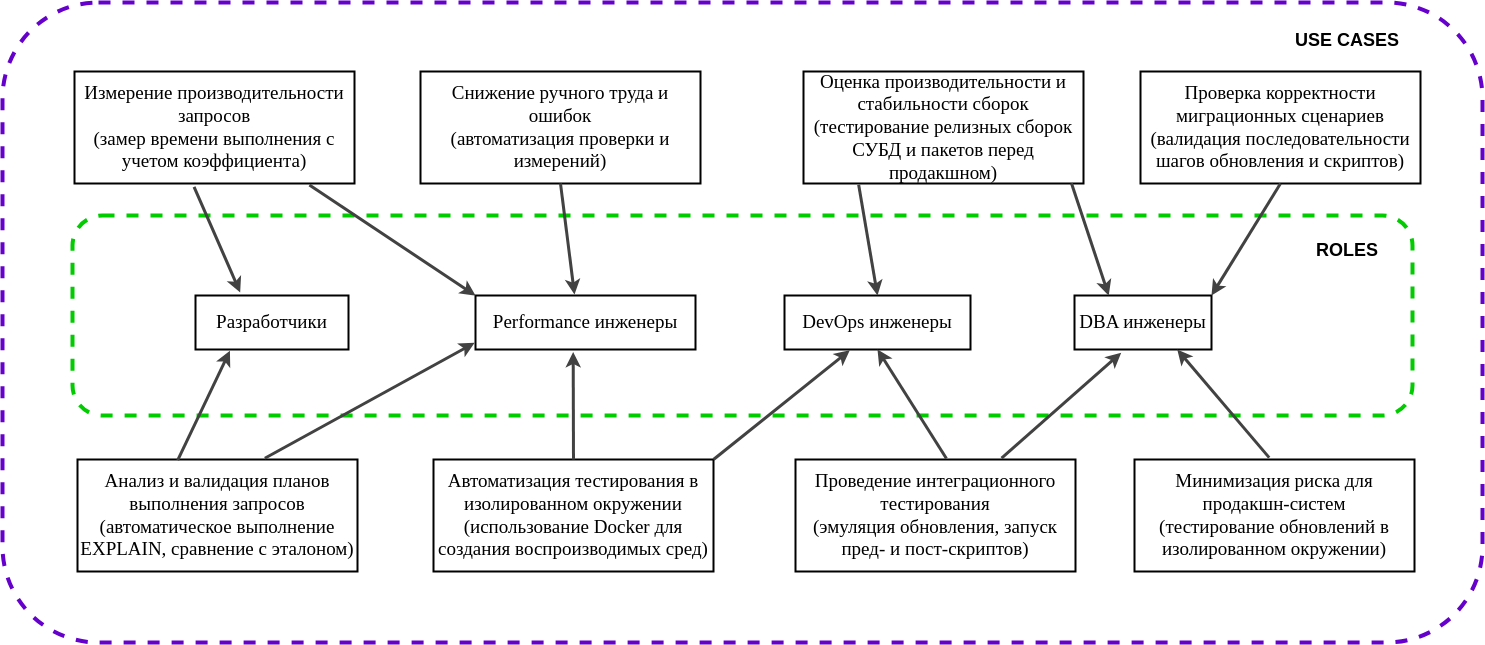 USE CASES
Измерение производительности
запросов
(замер времени выполнения с
учетом коэффициента)
Снижение ручного труда и
ошибок
(автоматизация проверки и
измерений)
Оценка производительности и
стабильности сборок
(тестирование релизных сборок
СУБД и пакетов перед
продакшном)
Проверка корректности
миграционных сценариев
(валидация последовательности
шагов обновления и скриптов)
ROLES
Разработчики
Performance инженеры
DevOps инженеры
DBA инженеры
Анализ и валидация планов
выполнения запросов
(автоматическое выполнение
EXPLAIN, сравнение с эталоном)
Автоматизация тестирования в
изолированном окружении
(использование Docker для
создания воспроизводимых сред)
Проведение интеграционного
тестирования
(эмуляция обновления, запуск
пред- и пост-скриптов)
Минимизация риска для
продакшн-систем
(тестирование обновлений в
изолированном окружении)